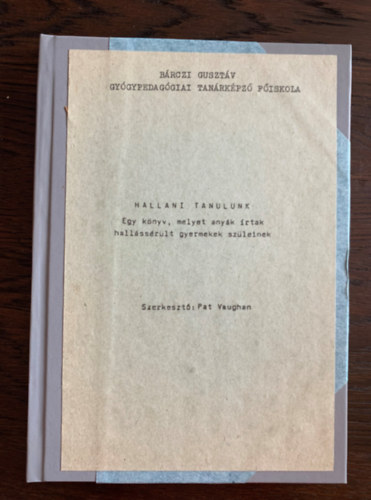 BÁRCZI GUSZTÁV
GYÓGYPEDAGÓGIAI TANÁRKÉPZŐ FŐISKOLA
HALLANI TANULUNK
Egy könyv, melyet anyák írtak
hallássérült gyermekek szüleinek
Szerkesztő: Pat Vaughan